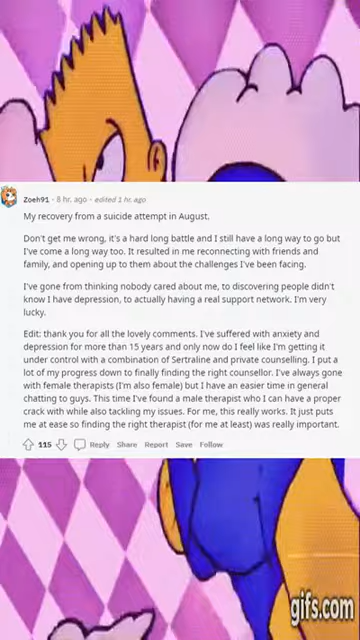 Zoeh91 · 8 hr. ago · edited 1 hr. ago
My recovery from a suicide attempt in August.
Don't get me wrong, it's a hard long battle and I still have a long way to go but
I've come a long way too. It resulted in me reconnecting with friends and
family, and opening up to them about the challenges I've been facing.
I've gone from thinking nobody cared about me, to discovering people didn't
know I have depression, to actually having a real support network. I'm very
lucky.
Edit: thank you for all the lovely comments. I've suffered with anxiety and
depression for more than 15 years and only now do I feel like I'm getting it
under control with a combination of Sertraline and private counselling. I put a
lot of my progress down to finding the right counsellor. I've always gone
with female therapists (I'm also female) but I have an easier time in general
chatting to guys. This time I've found a male therapist who I can have a proper
crack with while also tackling my issues. For me, this really works. It just puts
me at ease so finding the right therapist (for me at least) was really important.
115 Reply Share Report Save Follow
gifs.com